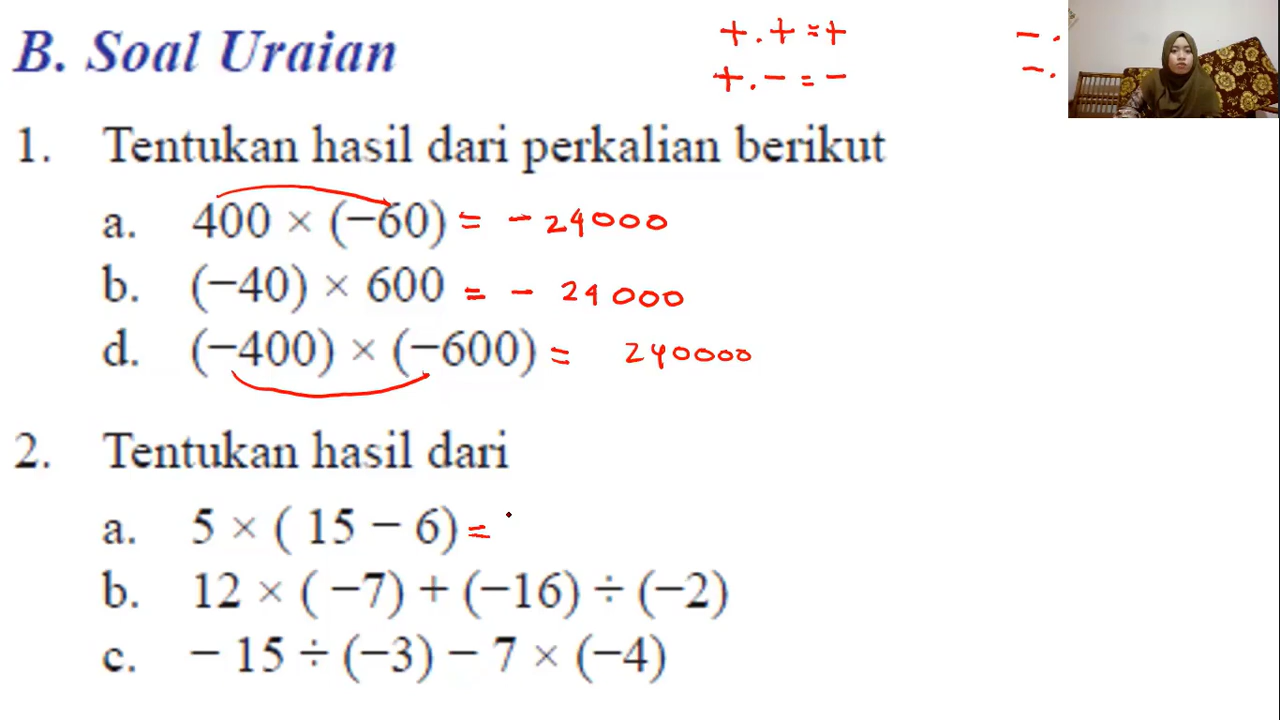 B. Soal Uraian
+ . + = +
+ . - = -
- .
- .
1. Tentukan hasil dari perkalian berikut
a. 400 × (−60) = - 24000
b. (−40) × 600 = - 24000
d. (−400) × (−600) = 240000
2. Tentukan hasil dari
a. 5 × ( 15 − 6) =
b. 12 × ( −7) + (−16) ÷ (−2)
c. − 15 ÷ (−3) − 7 × (−4)